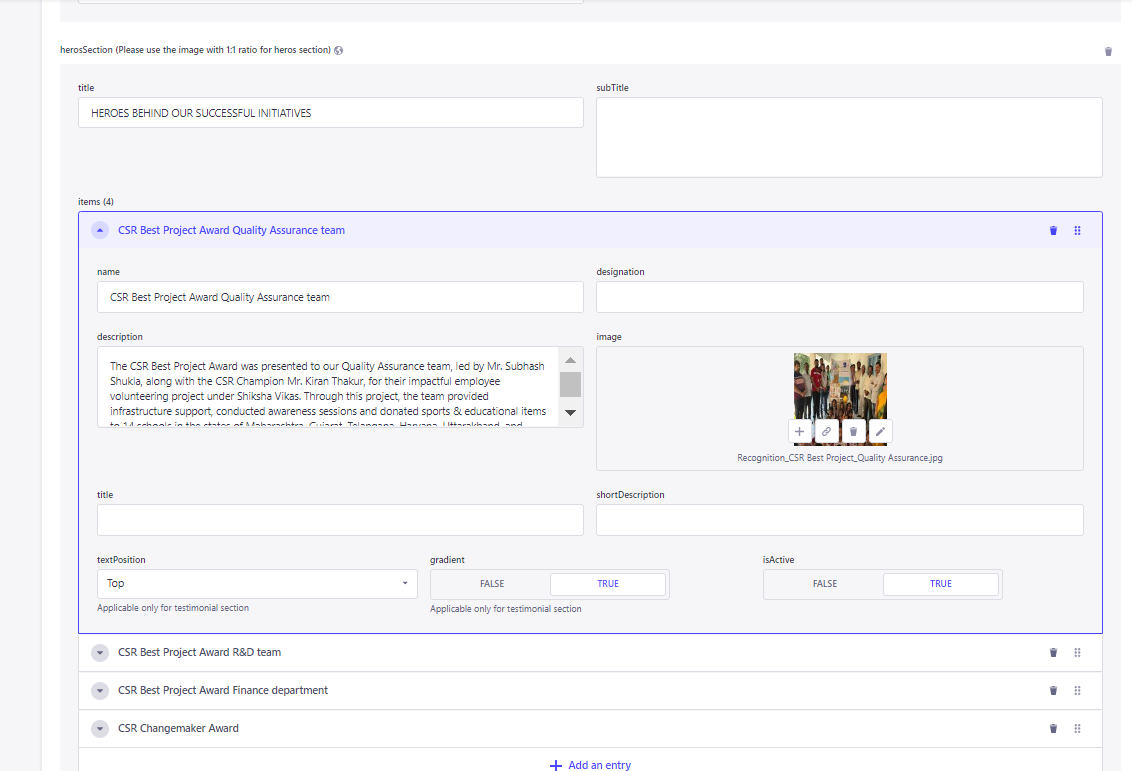 herosSection (Please use the image with 1:1 ratio for heros section)
title
subTitle
HEROES BEHIND OUR SUCCESSFUL INITIATIVES
items (4)
CSR Best Project Award Quality Assurance team
name
designation
CSR Best Project Award Quality Assurance team
description
image
The CSR Best Project Award was presented to our Quality Assurance team, led by Mr. Subhash
Shukla, along with the CSR Champion Mr. Kiran Thakur, for their impactful employee
volunteering project under Shiksha Vikas. Through this project, the team provided
infrastructure support, conducted awareness sessions and donated sports & educational items
to 14 schools in the states of Maharashtra, Gujarat, Telangana, Haryana, Uttarakhand, and
Recognition_CSR Best Project_Quality Assurance.jpg
title
shortDescription
textPosition
gradient
isActive
Top
FALSE
TRUE
FALSE
TRUE
Applicable only for testimonial section
Applicable only for testimonial section
CSR Best Project Award R&D team
CSR Best Project Award Finance department
CSR Changemaker Award
Add an entry